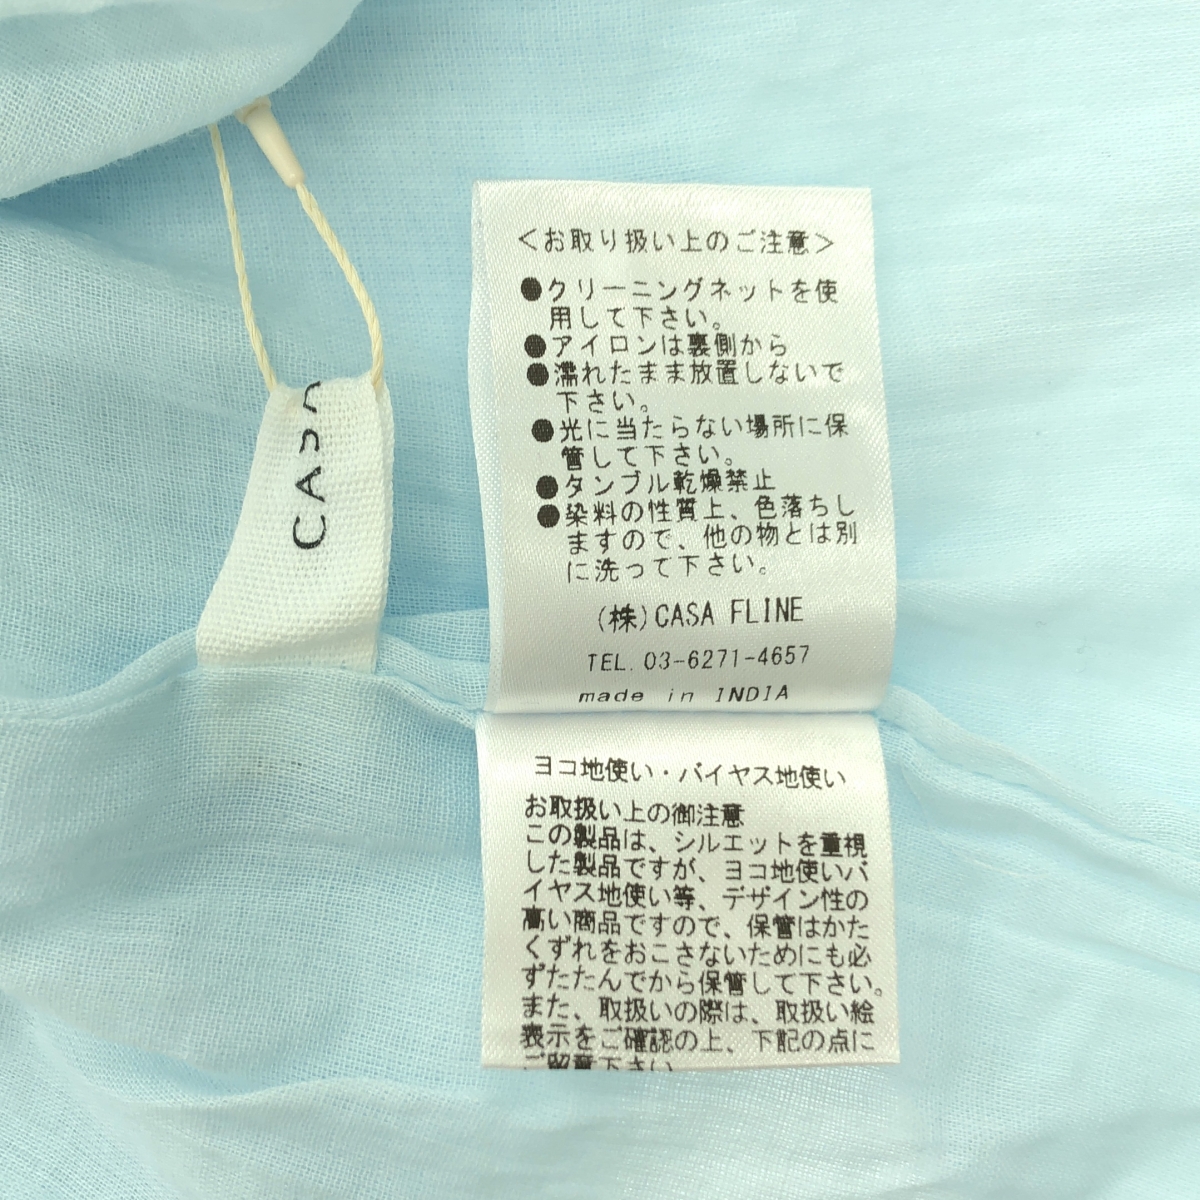 <お取り扱い上のご注意>
●クリーニングネットを使
用して下さい。
●アイロンは裏側から
●濡れたまま放置しないで
下さい。
●光に当たらない場所に保
管して下さい。
●タンブル乾燥禁止
●染料の性質上、色落ちし
ますので、他の物とは別
に洗って下さい。
(株)CASA FLINE
TEL. 03-6271-4657
made in INDIA
ヨコ地使い・バイヤス地使い
お取扱い上の御注意
この製品は、シルエットを重視
した製品ですが、ヨコ地使いバ
イヤス地使い等、デザイン性の
高い商品ですので、保管はかた
くずれをおこさないためにも必
ずたたんでから保管して下さい。
また、取扱いの際は、取扱い絵
表示をご確認の上、下記の点に
ご留意下さい